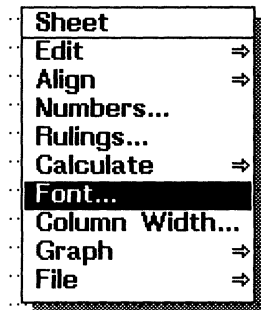 Sheet
Edit ⇒
Align ⇒
Numbers...
Rulings...
Calculate ⇒
Font...
Column Width...
Graph ⇒
File ⇒